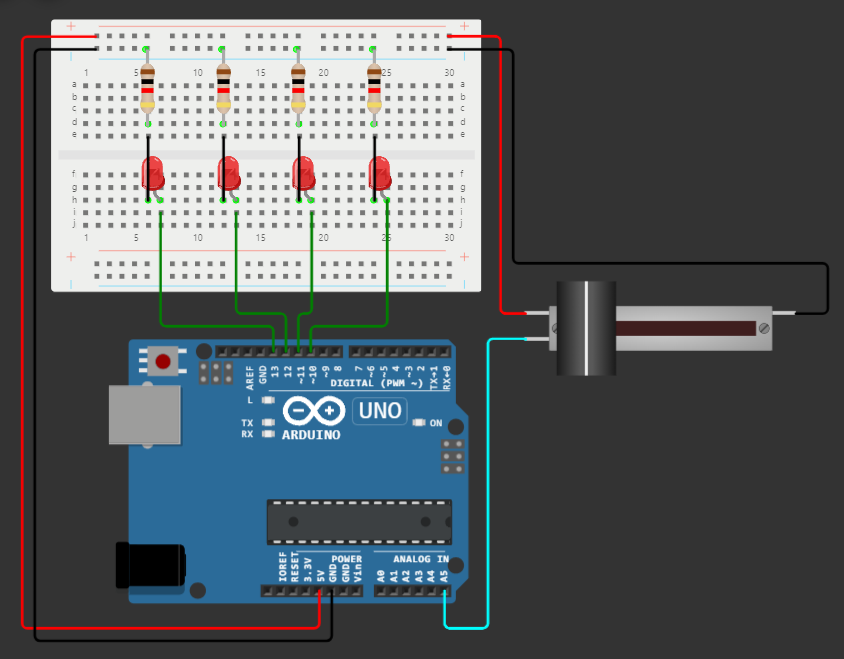 + +
1 5 10 15 20 25 30
a a
b b
c c
d d
e e
f f
g g
h h
i i
j j
1 5 10 15 20 25 30
+ +
AREF GND 13 12 ~11 ~10 ~9 8 7 ~6 ~5 4 ~3 2 TX→1 RX←0
DIGITAL (PWM ~)
L
TX
RX
UNO
ON
ARDUINO
IOREF RESET 3.3V 5V GND GND Vin
POWER
ANALOG IN
A0 A1 A2 A3 A4 A5